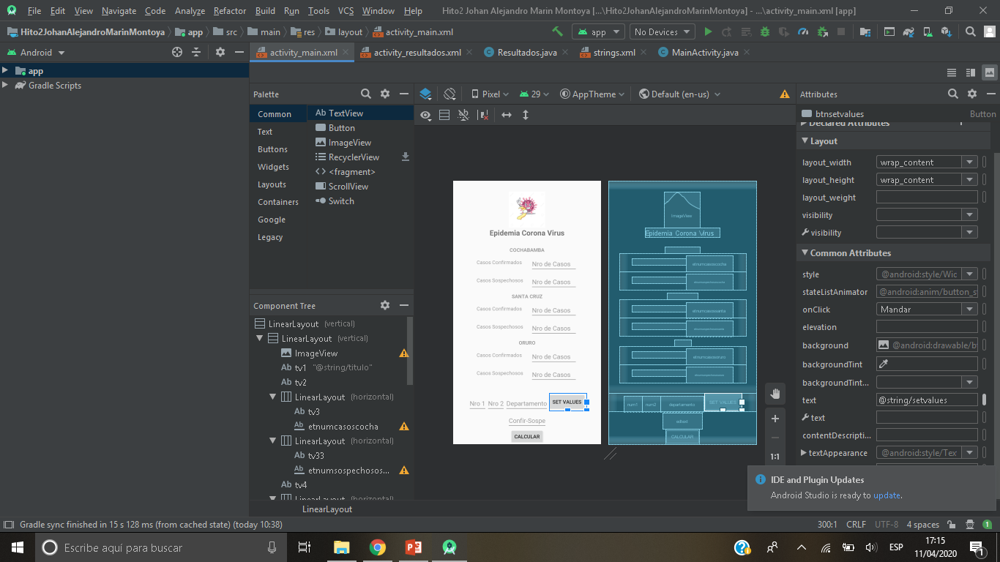 File Edit View Navigate Code Analyze Refactor Build Run Tools VCS Window Help Hito2 Johan Alejandro Marin Montoya [...\Hito2JohanAlejandroMarinMontoya] - ...\activity_main.xml [app]
Hito2JohanAlejandroMarinMontoya app src main res layout activity_main.xml app No Devices
Android activity_main.xml activity_resultados.xml Resultados.java strings.xml MainActivity.java
app
Gradle Scripts
Palette
Common
Text
Buttons
Widgets
Layouts
Containers
Google
Legacy
Ab TextView
Button
ImageView
RecyclerView
<fragment>
ScrollView
Switch
Pixel 29 AppTheme Default (en-us)
Component Tree
LinearLayout (vertical)
LinearLayout (vertical)
ImageView
Ab tv1 "@string/titulo"
Ab tv2
LinearLayout (horizontal)
Ab tv3
Ab etnumcasoscocha
LinearLayout (horizontal)
Ab tv33
Ab etnumsospechosos...
Ab tv4
LinearLayout (horizontal)
LinearLayout
Epidemia Corona Virus
COCHABAMBA
Casos Confirmados Nro de Casos
Casos Sospechosos Nro de Casos
SANTA CRUZ
Casos Confirmados Nro de Casos
Casos Sospechosos Nro de Casos
ORURO
Casos Confirmados Nro de Casos
Casos Sospechosos Nro de Casos
Nro 1 Nro 2 Departamento SET VALUES
Confir-Sospe
CALCULAR
ImageView
Epidemia Corona Virus
etnumcasoscocha
etnumcasossanta
etnumcasosoruro
num1 num2 departamento SET VALUES
CALCULAR
1:1
Attributes
btnsetvalues Button
Declared Attributes
Layout
layout_width wrap_content
layout_height wrap_content
layout_weight
visibility
visibility
Common Attributes
style @android:style/Wic
stateListAnimator @android:anim/button_s
onClick Mandar
elevation
background @android:drawable/b
backgroundTint
backgroundTint...
text @string/setvalues
text
contentDescripti...
textAppearance @android:style/Tex
IDE and Plugin Updates
Android Studio is ready to update.
Gradle sync finished in 15 s 128 ms (from cached state) (today 10:38) 300:1 CRLF UTF-8 4 spaces 1
Escribe aquí para buscar ESP 17:15
11/04/2020 1